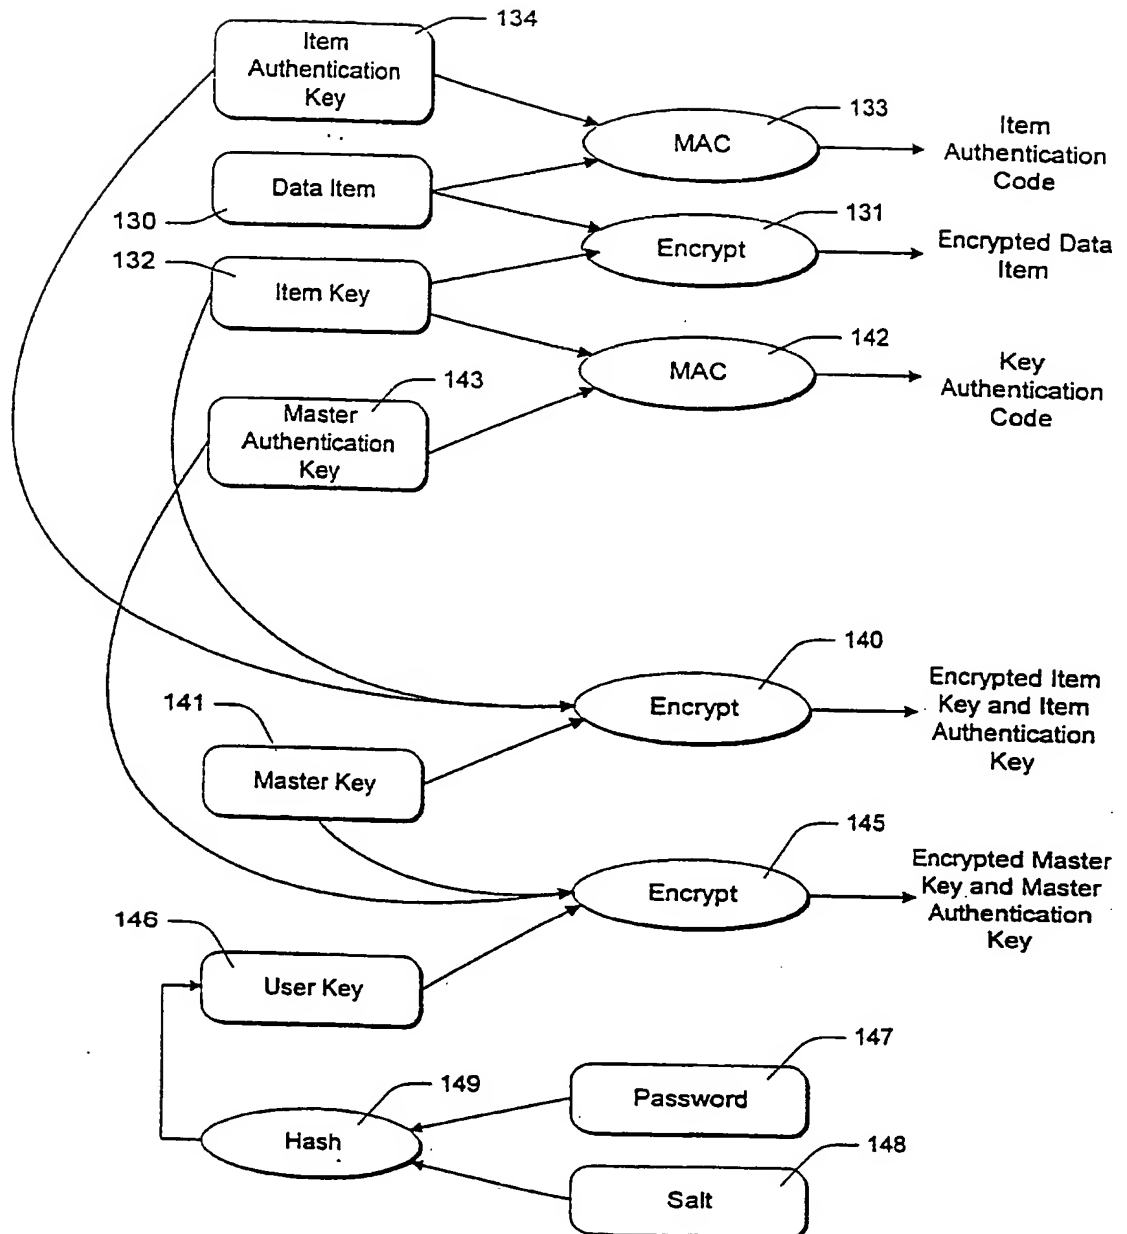 134
Item
Authentication
Key
133
MAC
Item
Authentication
Code
Data Item
130
131
Encrypt
Encrypted Data
Item
132
Item Key
142
MAC
Key
Authentication
Code
143
Master
Authentication
Key
140
Encrypt
Encrypted Item
Key and Item
Authentication
Key
141
Master Key
145
Encrypt
Encrypted Master
Key and Master
Authentication
Key
146
User Key
147
Password
149
Hash
148
Salt